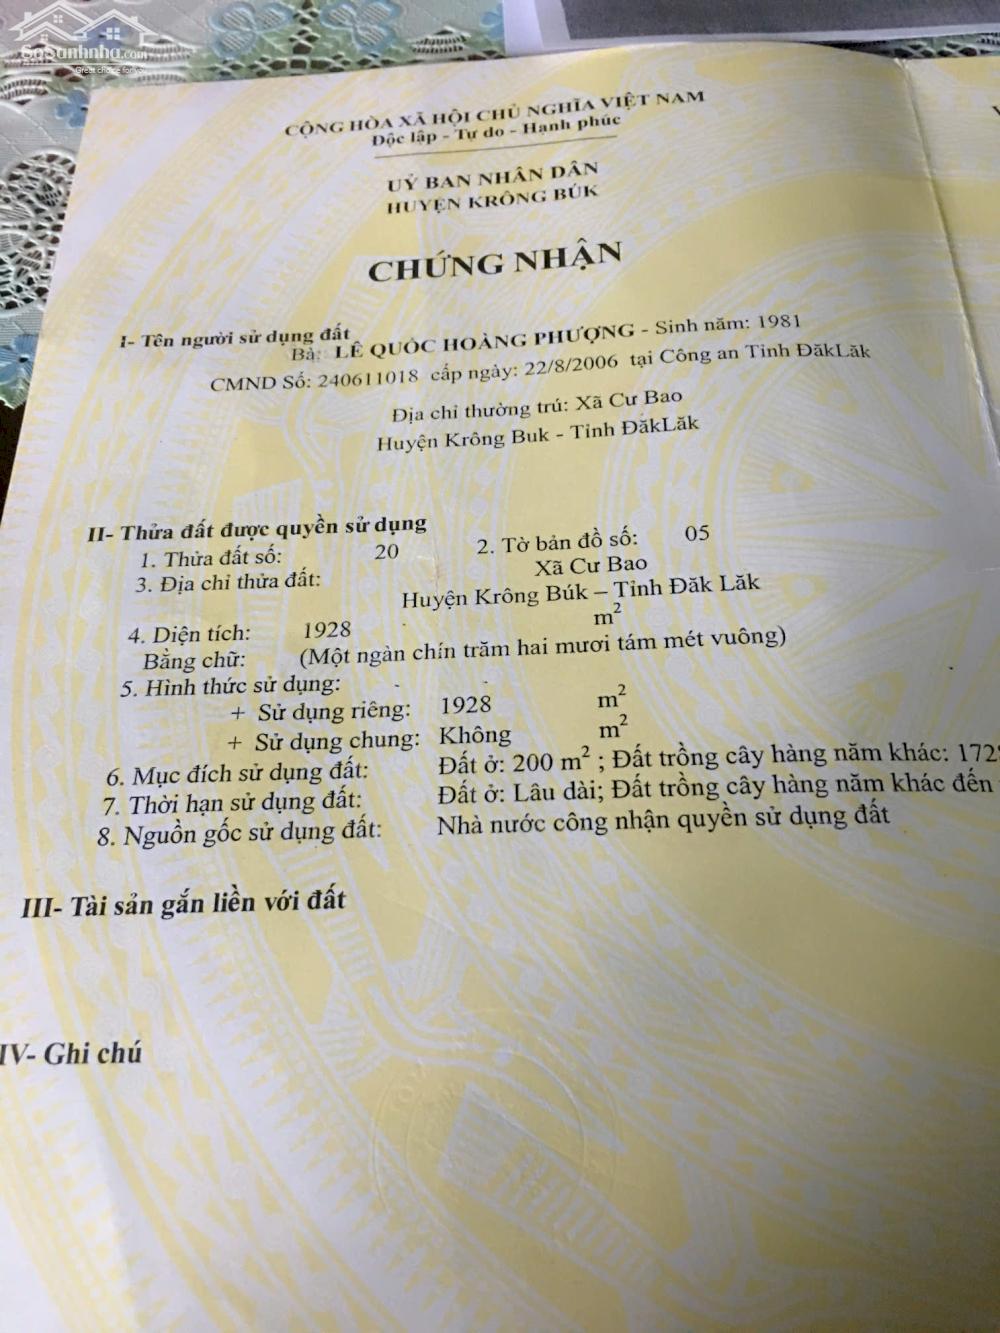 SoSanhnha.com
Great choice for
CỘNG HÒA XÃ HỘI CHỦ NGHĨA VIỆT NAM
Độc lập - Tự do - Hạnh phúc
UỶ BAN NHÂN DÂN
HUYỆN KRÔNG BÚK
CHỨNG NHẬN
I- Tên người sử dụng đất
Bà: LÊ QUỐC HOÀNG PHƯỢNG - Sinh năm: 1981
CMND Số: 240611018 cấp ngày: 22/8/2006 tại Công an Tỉnh ĐăkLăk
Địa chỉ thường trú: Xã Cư Bao
Huyện Krông Buk - Tỉnh ĐăkLăk
II- Thửa đất được quyền sử dụng
1. Thửa đất số: 20 2. Tờ bản đồ số: 05
3. Địa chỉ thửa đất: Xã Cư Bao
Huyện Krông Búk – Tỉnh Đăk Lăk
4. Diện tích: 1928 m²
Bằng chữ: (Một ngàn chín trăm hai mươi tám mét vuông)
5. Hình thức sử dụng:
+ Sử dụng riêng: 1928 m²
+ Sử dụng chung: Không m²
6. Mục đích sử dụng đất: Đất ở: 200 m² ; Đất trồng cây hàng năm khác: 1728
7. Thời hạn sử dụng đất: Đất ở: Lâu dài; Đất trồng cây hàng năm khác đến
8. Nguồn gốc sử dụng đất: Nhà nước công nhận quyền sử dụng đất
III- Tài sản gắn liền với đất
IV- Ghi chú